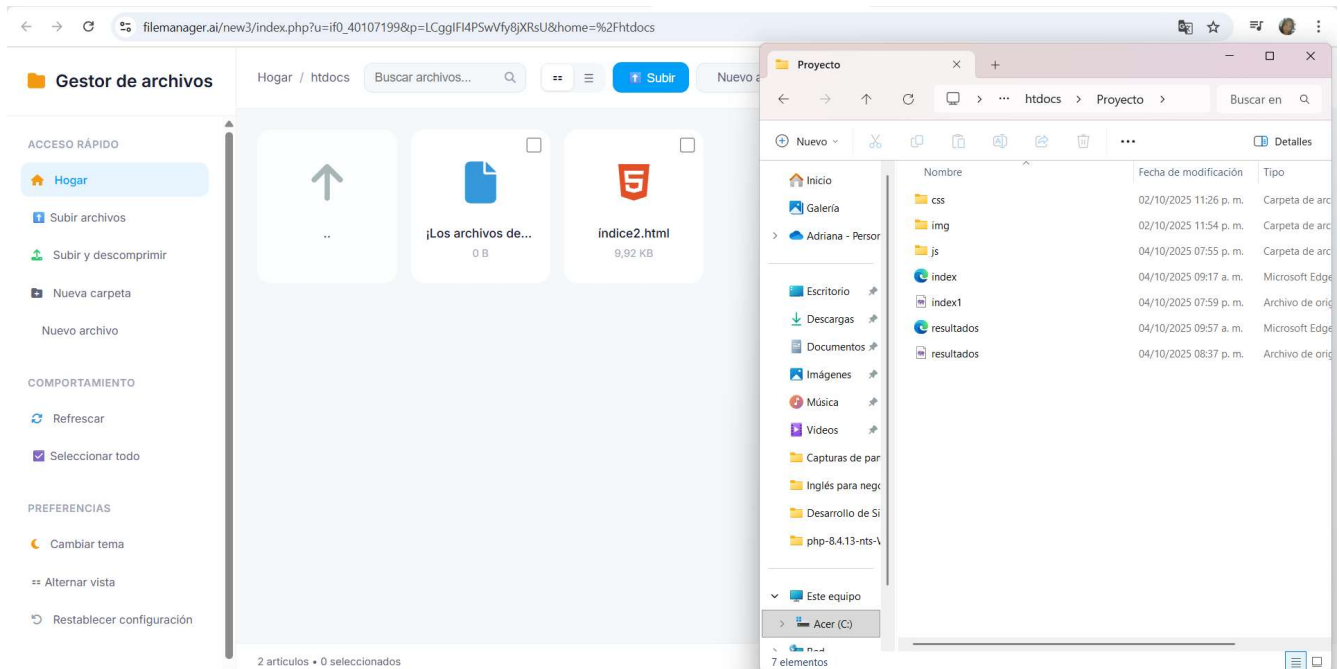 filemanager.ai/new3/index.php?u=if0_40107199&p=LCggIFI4PSwVfy8jXRsU&home=%2Fhtdocs
Gestor de archivos
Hogar / htdocs
Buscar archivos...
Subir
Nuevo
ACCESO RÁPIDO
Hogar
Subir archivos
Subir y descomprimir
Nueva carpeta
Nuevo archivo
COMPORTAMIENTO
Refrescar
Seleccionar todo
PREFERENCIAS
Cambiar tema
Alternar vista
Restablecer configuración
..
¡Los archivos de...
0 B
índice2.html
9,92 KB
2 artículos • 0 seleccionados
Proyecto
... htdocs > Proyecto >
Buscar en
Nuevo
...
Detalles
Inicio
Galería
Adriana - Persor
Escritorio
Descargas
Documentos
Imágenes
Música
Videos
Capturas de pan
Inglés para nego
Desarrollo de Si
php-8.4.13-nts-V
Este equipo
Acer (C:)
Nombre Fecha de modificación Tipo
css 02/10/2025 11:26 p. m. Carpeta de arc
img 02/10/2025 11:54 p. m. Carpeta de arc
js 04/10/2025 07:55 p. m. Carpeta de arc
index 04/10/2025 09:17 a. m. Microsoft Edge
index1 04/10/2025 07:59 p. m. Archivo de orig
resultados 04/10/2025 09:57 a. m. Microsoft Edge
resultados 04/10/2025 08:37 p. m. Archivo de orig
7 elementos